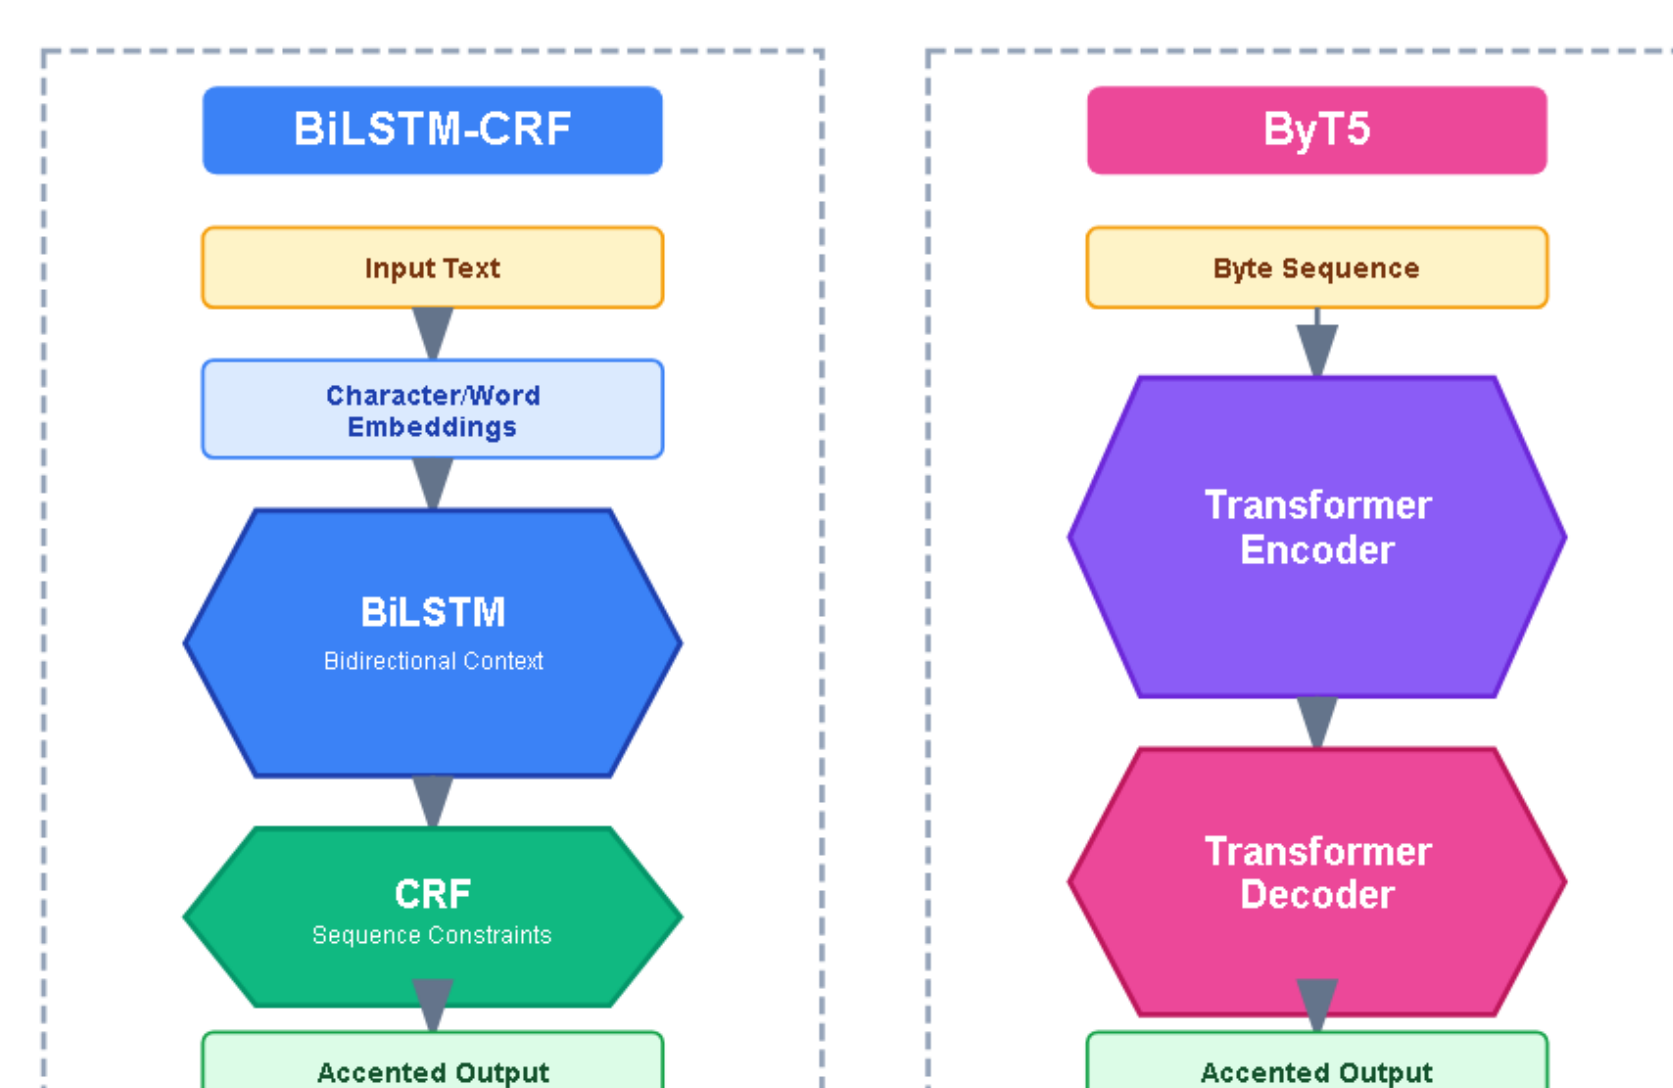 BiLSTM-CRF
Input Text
Character/Word
Embeddings
BiLSTM
Bidirectional Context
CRF
Sequence Constraints
Accented Output
ByT5
Byte Sequence
Transformer
Encoder
Transformer
Decoder
Accented Output